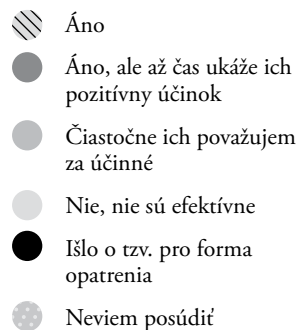 Áno
Áno, ale až čas ukáže ich
pozitívny účinok
Čiastočne ich považujem
za účinné
Nie, nie sú efektívne
Išlo o tzv. pro forma
opatrenia
Neviem posúdiť